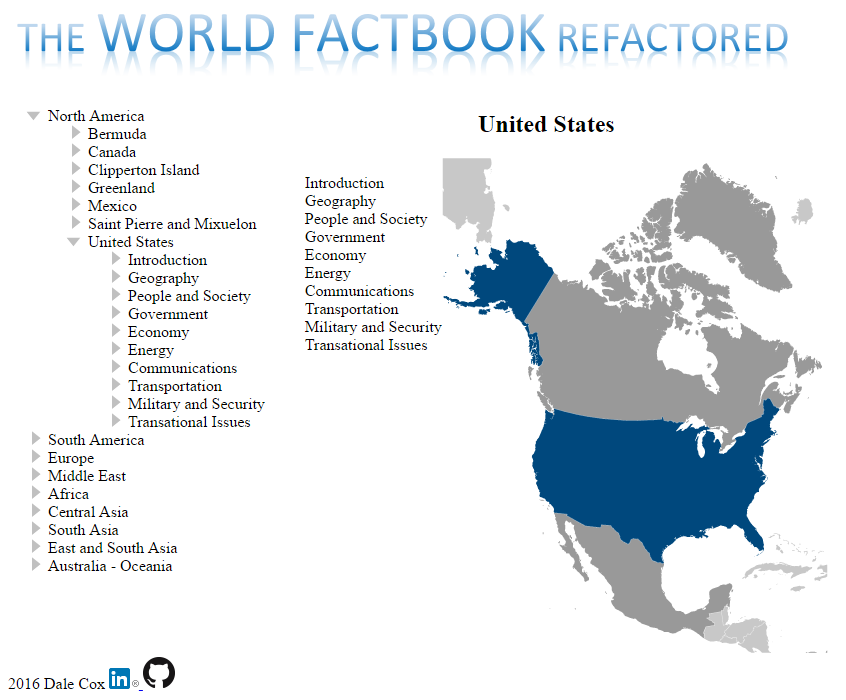 THE WORLD FACTBOOK REFACTORED
North America
Bermuda
Canada
Clipperton Island
Greenland
Mexico
Saint Pierre and Mixuelon
United States
Introduction
Geography
People and Society
Government
Economy
Energy
Communications
Transportation
Military and Security
Transational Issues
South America
Europe
Middle East
Africa
Central Asia
South Asia
East and South Asia
Australia - Oceania
Introduction
Geography
People and Society
Government
Economy
Energy
Communications
Transportation
Military and Security
Transational Issues
United States
2016 Dale Cox in ®